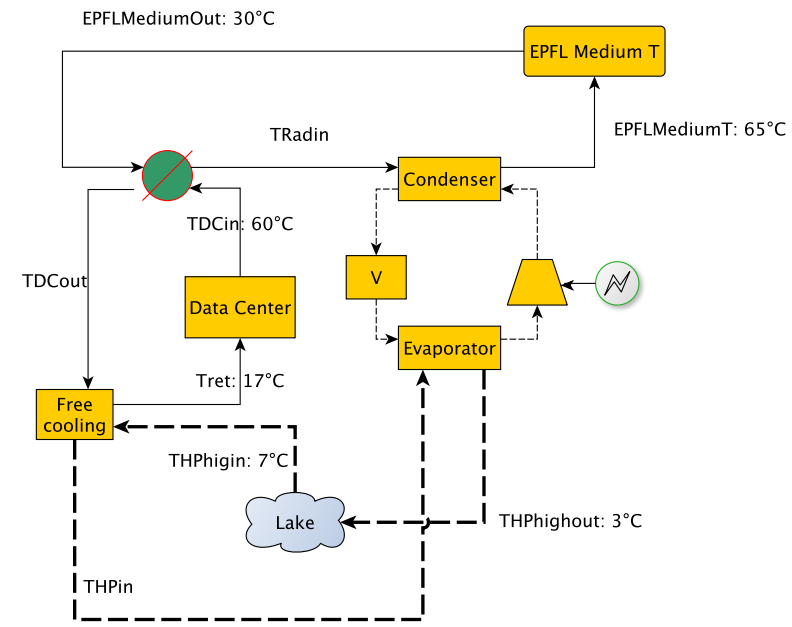 EPFLMediumOut: 30°C
EPFL Medium T
EPFLMediumT: 65°C
TRadin
Condenser
TDCin: 60°C
TDCout
V
Data Center
Evaporator
Tret: 17°C
Free
cooling
THPhigin: 7°C
Lake
THPhighout: 3°C
THPin